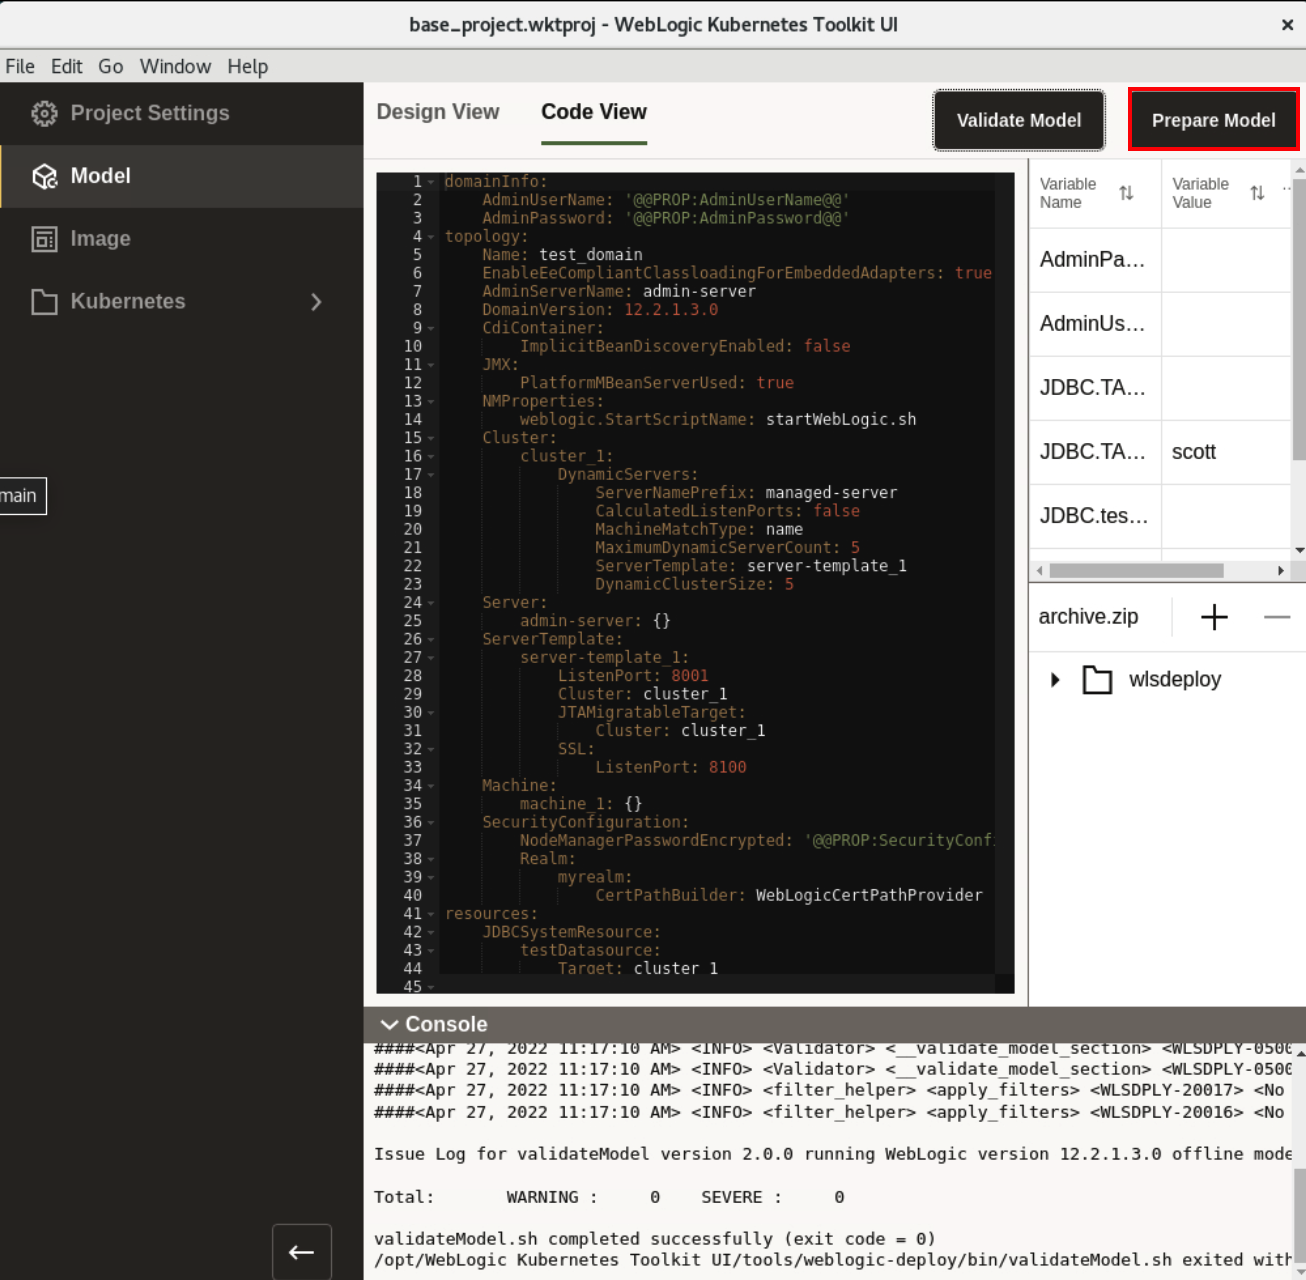 base_project.wktproj - WebLogic Kubernetes Toolkit UI
File Edit Go Window Help
Project Settings
Model
Image
Kubernetes
main
Design View
Code View
Validate Model
Prepare Model
1 domainInfo:
2 AdminUserName: '@@PROP:AdminUserName@@'
3 AdminPassword: '@@PROP:AdminPassword@@'
4 topology:
5 Name: test_domain
6 EnableEeCompliantClassloadingForEmbeddedAdapters: true
7 AdminServerName: admin-server
8 DomainVersion: 12.2.1.3.0
9 CdiContainer:
10 ImplicitBeanDiscoveryEnabled: false
11 JMX:
12 PlatformMBeanServerUsed: true
13 NMProperties:
14 weblogic.StartScriptName: startWebLogic.sh
15 Cluster:
16 cluster_1:
17 DynamicServers:
18 ServerNamePrefix: managed-server
19 CalculatedListenPorts: false
20 MachineMatchType: name
21 MaximumDynamicServerCount: 5
22 ServerTemplate: server-template_1
23 DynamicClusterSize: 5
24 Server:
25 admin-server: {}
26 ServerTemplate:
27 server-template_1:
28 ListenPort: 8001
29 Cluster: cluster_1
30 JTAMigratableTarget:
31 Cluster: cluster_1
32 SSL:
33 ListenPort: 8100
34 Machine:
35 machine_1: {}
36 SecurityConfiguration:
37 NodeManagerPasswordEncrypted: '@@PROP:SecurityConf
38 Realm:
39 myrealm:
40 CertPathBuilder: WebLogicCertPathProvider
41 resources:
42 JDBCSystemResource:
43 testDatasource:
44 Target: cluster_1
45
Variable Name
Variable Value
AdminPa...
AdminUs...
JDBC.TA...
JDBC.TA... scott
JDBC.tes...
archive.zip
wlsdeploy
Console
####<Apr 27, 2022 11:17:10 AM> <INFO> <Validator> <__validate_model_section> <WLSDPLY-0500
####<Apr 27, 2022 11:17:10 AM> <INFO> <Validator> <__validate_model_section> <WLSDPLY-0500
####<Apr 27, 2022 11:17:10 AM> <INFO> <filter_helper> <apply_filters> <WLSDPLY-20017> <No
####<Apr 27, 2022 11:17:10 AM> <INFO> <filter_helper> <apply_filters> <WLSDPLY-20016> <No
Issue Log for validateModel version 2.0.0 running WebLogic version 12.2.1.3.0 offline mode
Total: WARNING : 0 SEVERE : 0
validateModel.sh completed successfully (exit code = 0)
/opt/WebLogic Kubernetes Toolkit UI/tools/weblogic-deploy/bin/validateModel.sh exited with